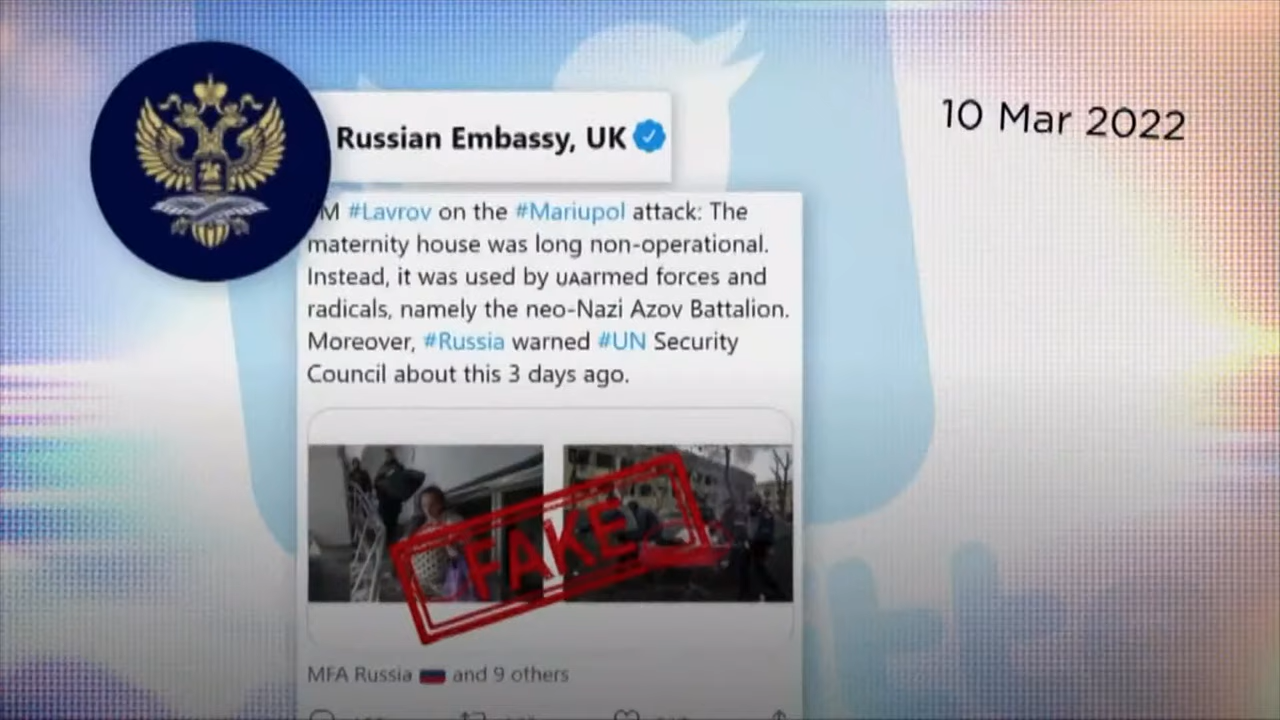 10 Mar 2022
Russian Embassy, UK
M #Lavrov on the #Mariupol attack: The
maternity house was long non-operational.
Instead, it was used by UAarmed forces and
radicals, namely the neo-Nazi Azov Battalion.
Moreover, #Russia warned #UN Security
Council about this 3 days ago.
FAKE
MFA Russia and 9 others